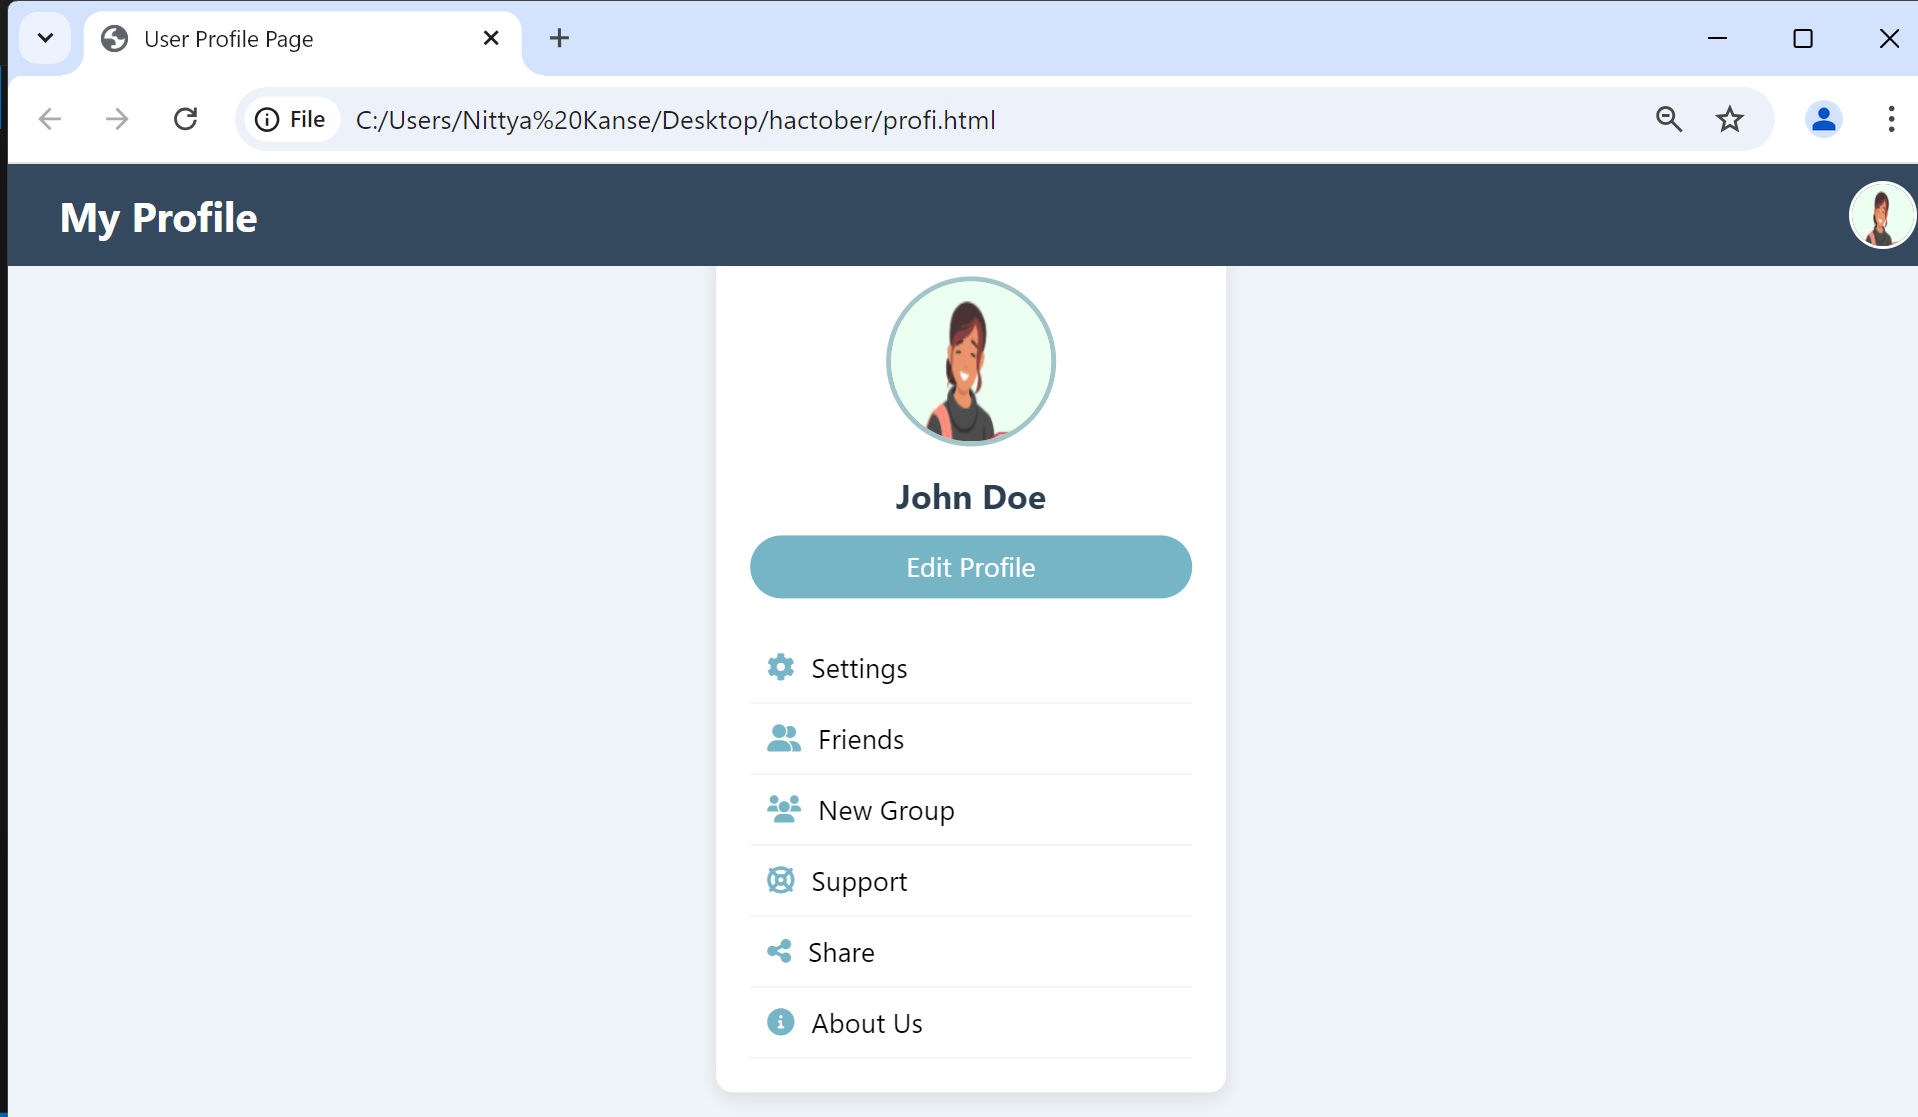 User Profile Page
File C:/Users/Nittya%20Kanse/Desktop/hactober/profi.html
My Profile
John Doe
Edit Profile
Settings
Friends
New Group
Support
Share
About Us